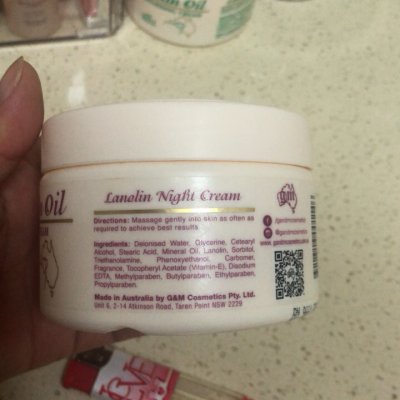 m Oil
n Oil
Lanolin Night Cream
Directions: Massage gently into skin as often as
required to achieve best results
Ingredients: Deionised Water, Glycerine, Cetearyl
Alcohol, Stearic Acid, Mineral Oil, Lanolin, Sorbitol,
Triethanolamine, Phenoxyethanol, Carbomer,
Fragrance, Tocopheryl Acetate (Vitamin-E), Disodium
EDTA, Methylparaben, Butylparaben, Ethylparaben,
Propylparaben.
Made in Australia by G&M Cosmetics Pty. Ltd.
Unit 6, 2-14 Atkinson Road, Taren Point NSW 2229
g&m
/gandmcosmetics
/gandmcosmetics